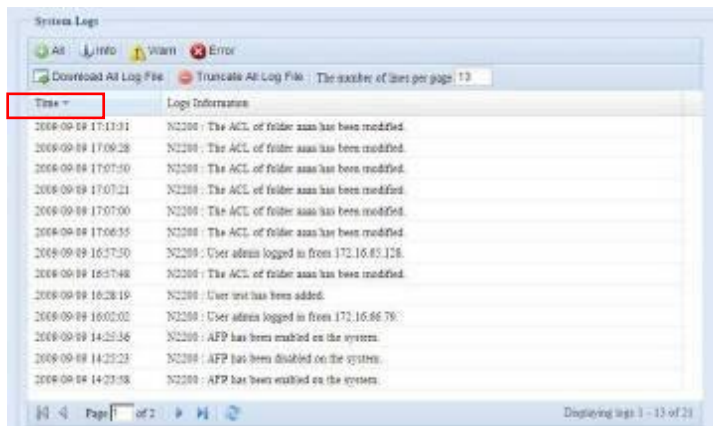 System Logs
All Info Warn Error
Download All Log File Truncate All Log File The number of lines per page 13
Time Logs Information
2009-09-09 17:13:31 N2200 : The ACL of folder aaas has been modified.
2009-09-09 17:09:28 N2200 : The ACL of folder aaas has been modified.
2009-09-09 17:07:50 N2200 : The ACL of folder aaas has been modified.
2009-09-09 17:07:21 N2200 : The ACL of folder aaas has been modified.
2009-09-09 17:07:00 N2200 : The ACL of folder aaas has been modified.
2009-09-09 17:06:35 N2200 : The ACL of folder aaas has been modified.
2009-09-09 16:57:50 N2200 : User admin logged in from 172.16.65.128.
2009-09-09 16:57:48 N2200 : The ACL of folder aaas has been modified.
2009-09-09 16:28:19 N2200 : User test has been added.
2009-09-09 16:02:02 N2200 : User admin logged in from 172.16.66.79.
2009-09-09 14:25:36 N2200 : AFP has been enabled on the system.
2009-09-09 14:25:23 N2200 : AFP has been disabled on the system.
2009-09-09 14:23:58 N2200 : AFP has been enabled on the system.
Page 1 of 2 Displaying logs 1 - 13 of 21